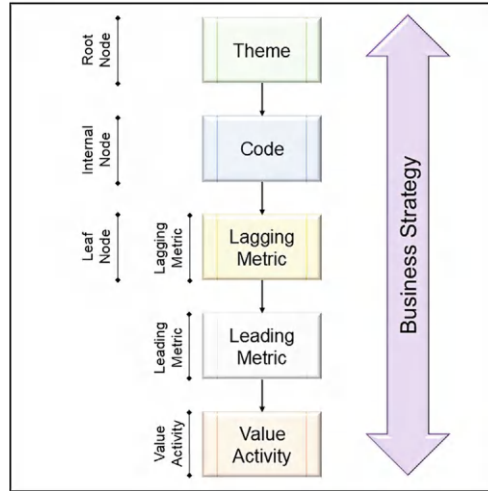 Root
Node
Theme
Internal
Node
Code
Leaf
Node
Lagging
Metric
Lagging
Metric
Leading
Metric
Leading
Metric
Value
Activity
Value
Activity
Business Strategy